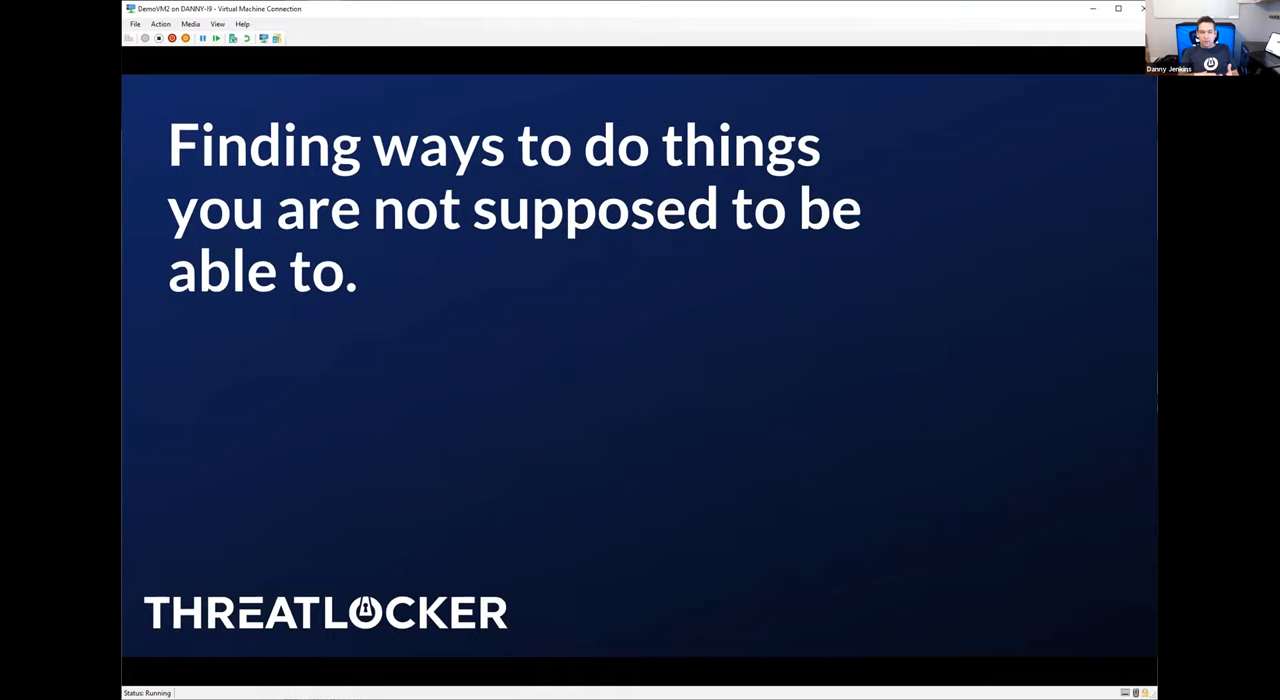 DemoVM2 on DANNY-I9 - Virtual Machine Connection
File Action Media View Help
Danny Jenkins
Finding ways to do things
you are not supposed to be
able to.
THREATLOCKER
Status: Running